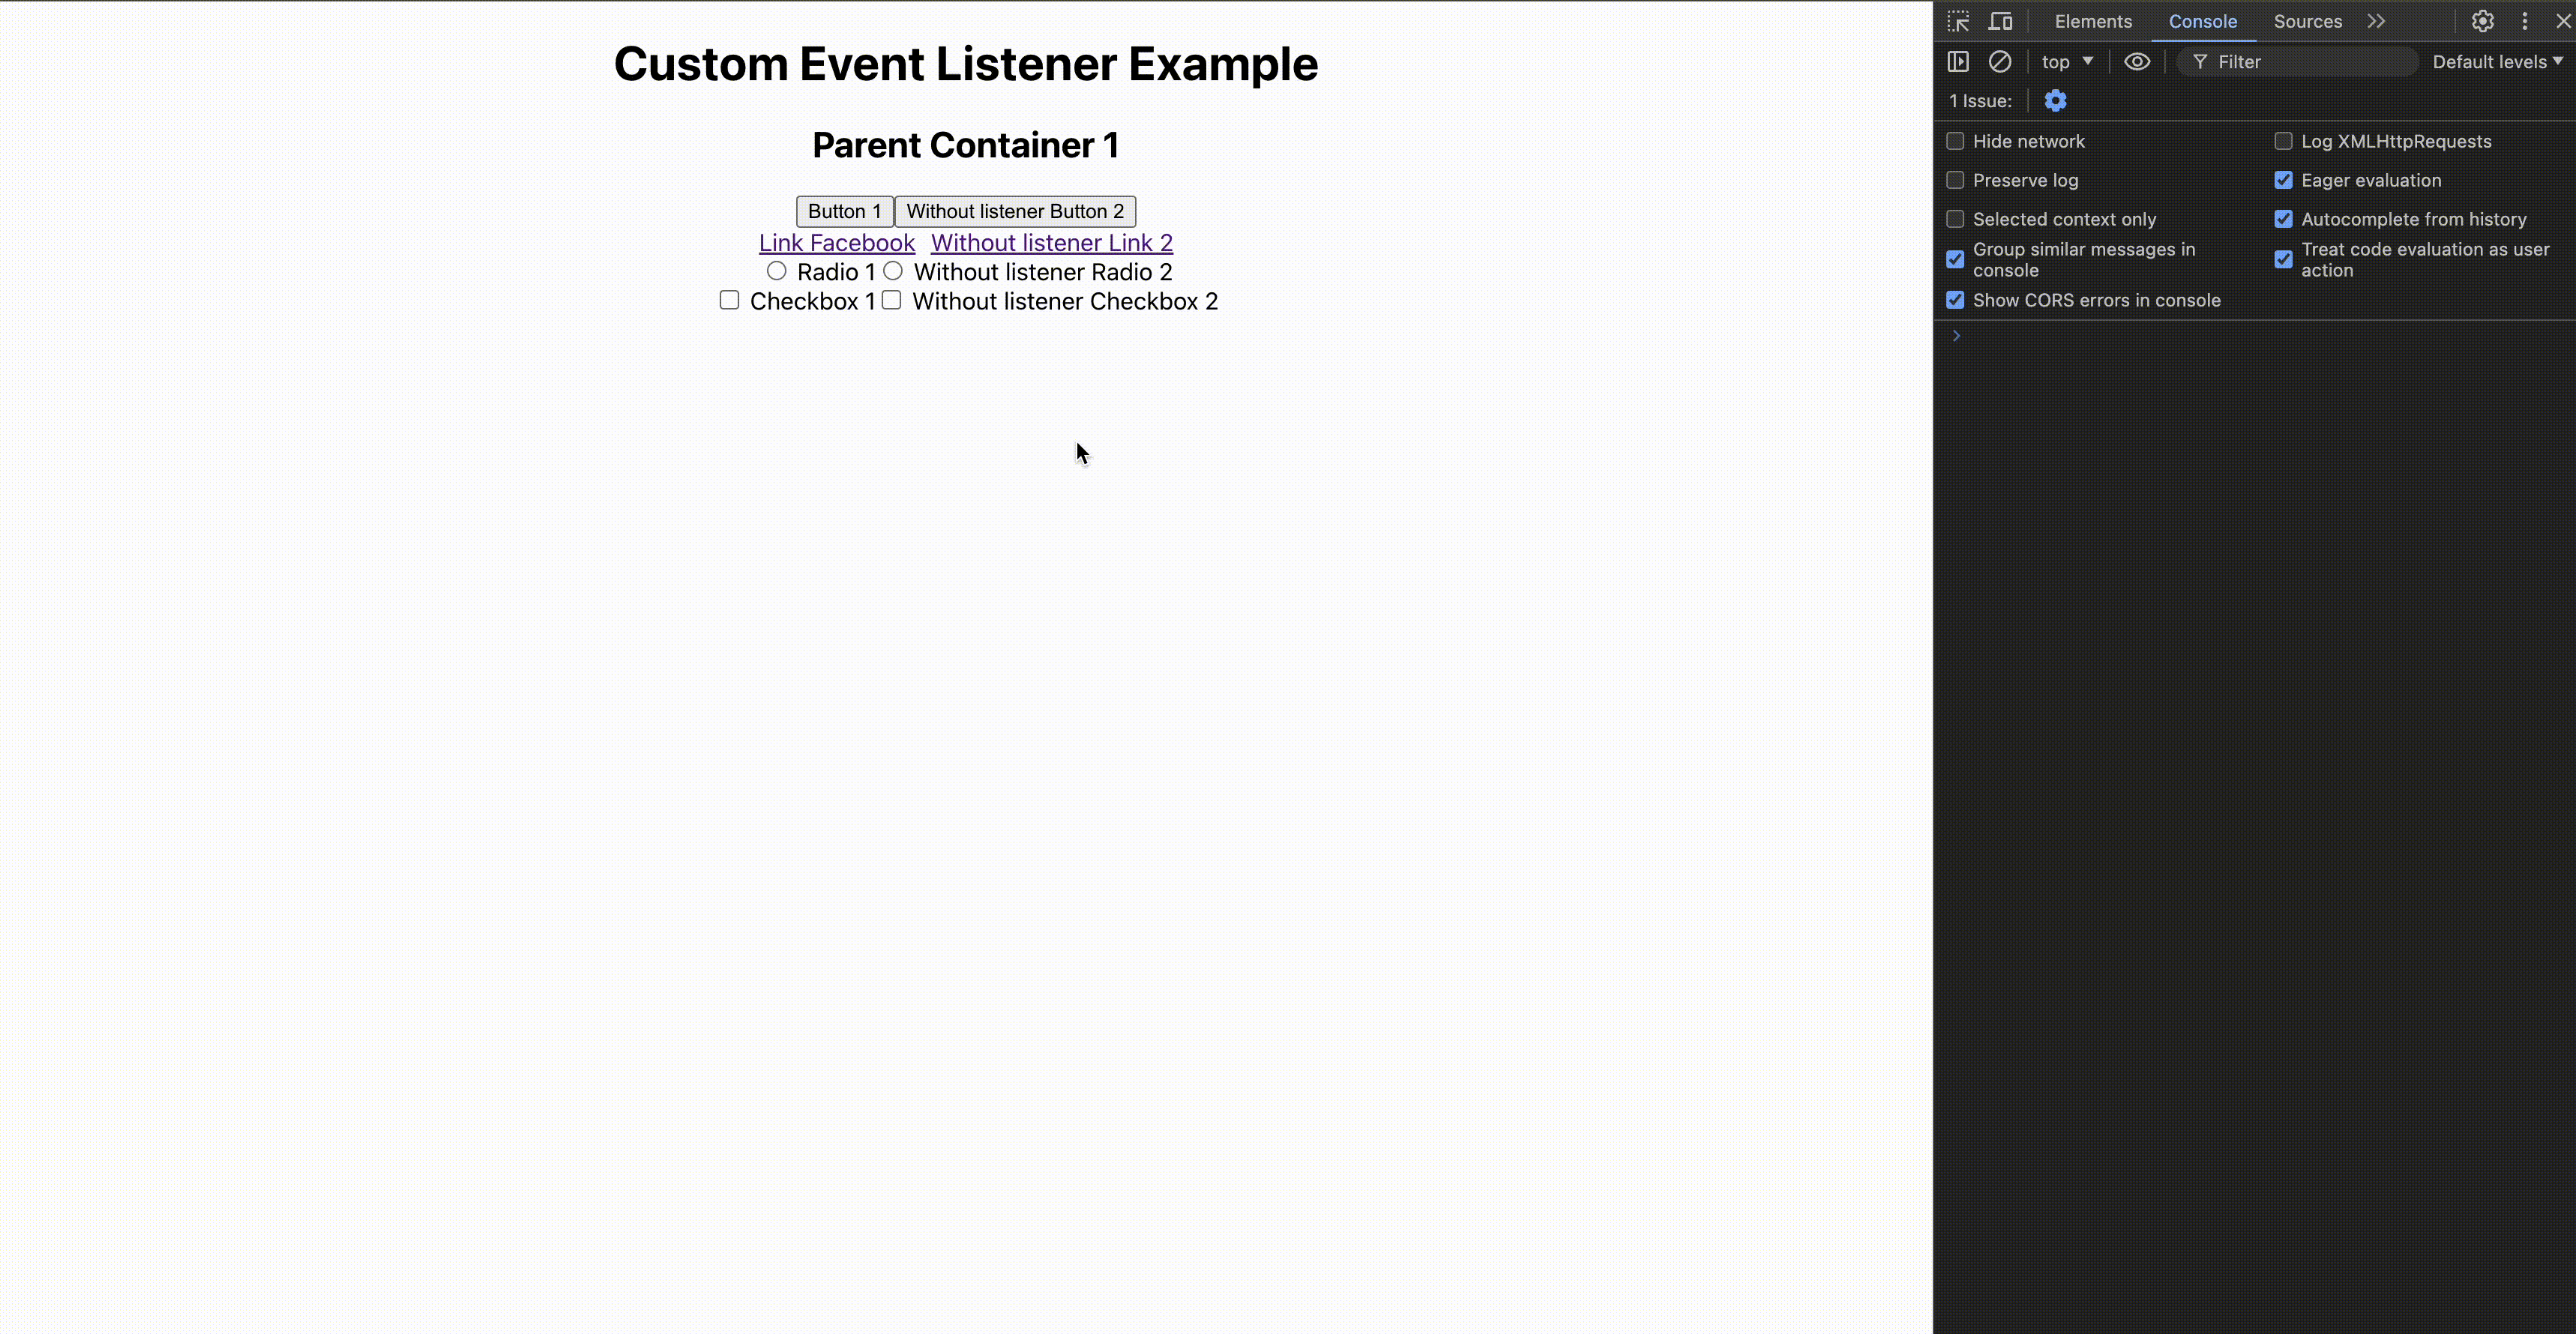 Custom Event Listener Example
Parent Container 1
Button 1 Without listener Button 2
Link Facebook Without listener Link 2
Radio 1 Without listener Radio 2
Checkbox 1 Without listener Checkbox 2
Elements Console Sources
top Filter Default levels
1 Issue:
Hide network Log XMLHttpRequests
Preserve log Eager evaluation
Selected context only Autocomplete from history
Group similar messages in console Treat code evaluation as user action
Show CORS errors in console